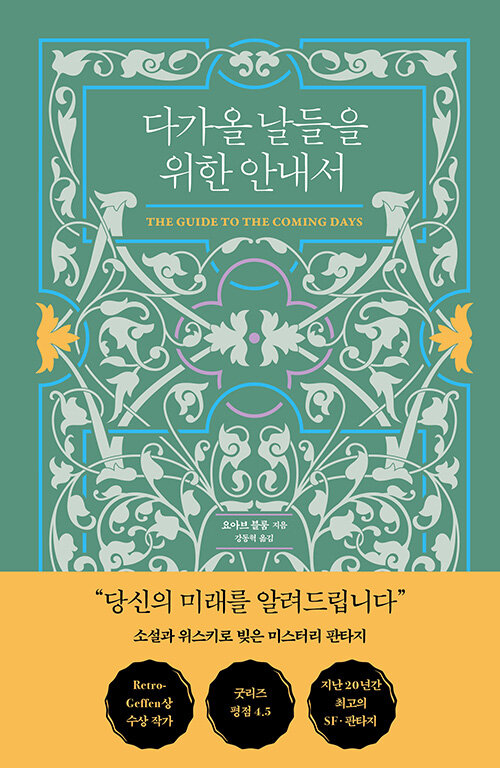 다가올 날들을
위한 안내서
THE GUIDE TO THE COMING DAYS
요아브 블룸 지음
강동혁 옮김
“당신의 미래를 알려드립니다”
소설과 위스키로 빚은 미스터리 판타지
Retro-
Geffen상
수상 작가
굿리즈
평점 4.5
지난 20년간
최고의
SF·판타지